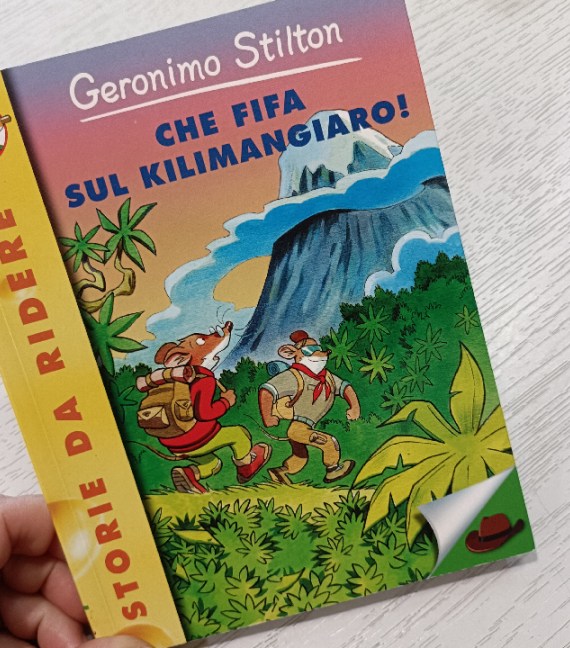 Geronimo Stilton
CHE FIFA
SUL KILIMANGIARO!
STORIE DA RIDERE